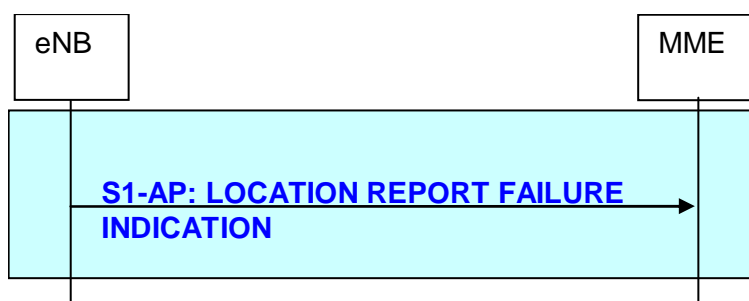 eNB
MME
S1-AP: LOCATION REPORT FAILURE
INDICATION